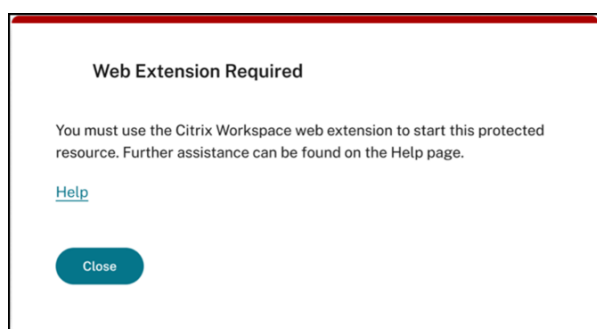 Web Extension Required
You must use the Citrix Workspace web extension to start this protected
resource. Further assistance can be found on the Help page.
Help
Close